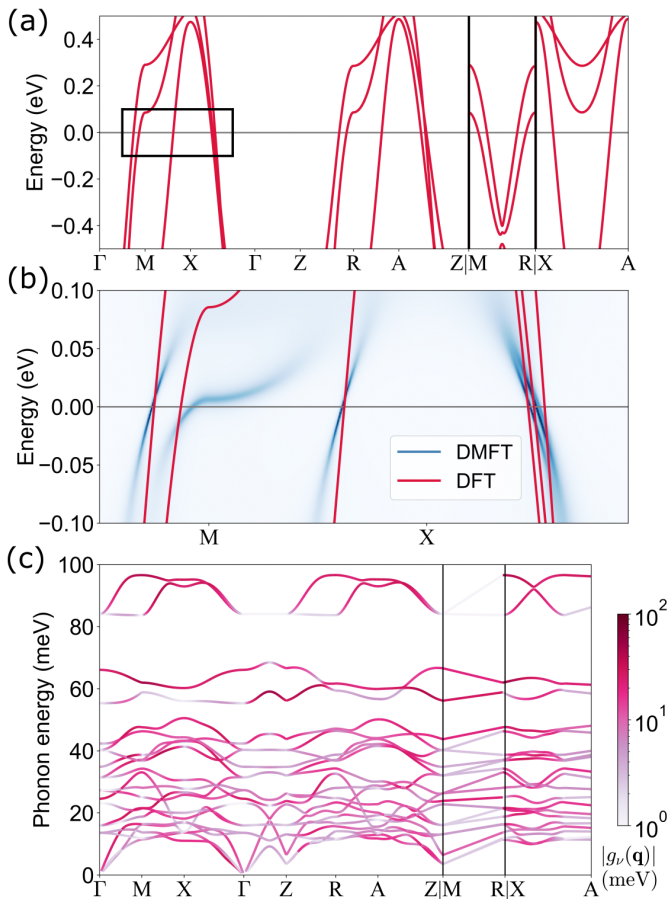 (a)
Energy (eV)
0.4
0.2
0.0
−0.2
−0.4
Γ M X Γ Z R A Z|M R|X A
(b)
Energy (eV)
0.10
0.05
0.00
−0.05
−0.10
DMFT
DFT
M X
(c)
Phonon energy (meV)
100
80
60
40
20
0
Γ M X Γ Z R A Z|M R|X A
10²
10¹
10⁰
|gν(q)|
(meV)